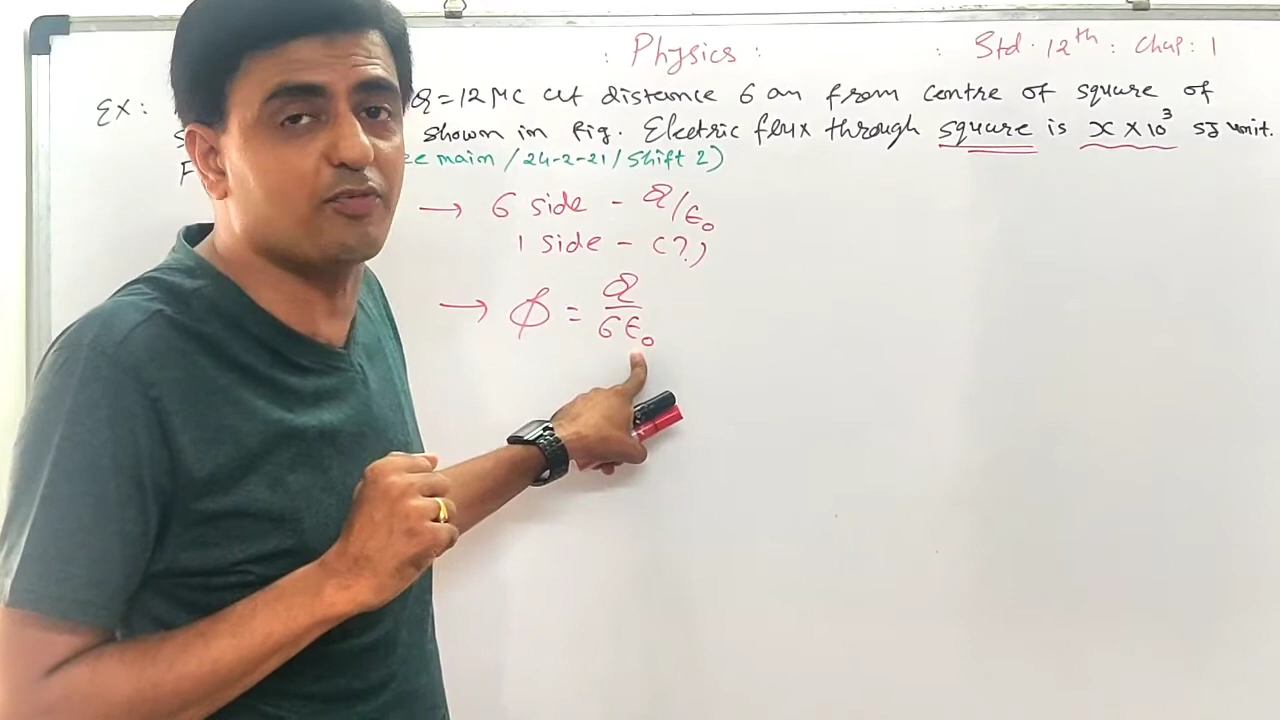 : Physics : : Std. 12th : Chap: 1
Ex: Q = 12 μC at distance 6 cm from centre of square of
shown in fig. Electric flux through square is x × 10³ SI unit.
F main / 24-2-21 / Shift 2)
→ 6 side - Q/ϵ₀
1 side - (?)
→ ϕ = Q/6ϵ₀